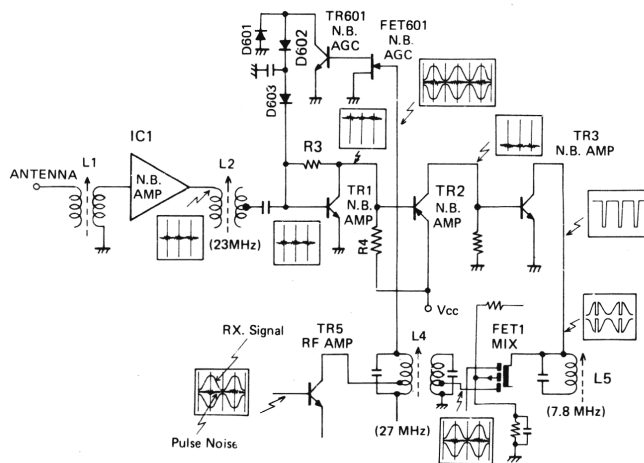 TR601
N.B.
AGC
FET601
N.B.
AGC
D601
D602
D603
IC1
R3
TR3
N.B. AMP
ANTENNA
L1
N.B.
AMP
L2
TR1
N.B.
AMP
TR2
N.B.
AMP
(23MHz)
R4
Vcc
RX. Signal
TR5
RF AMP
L4
FET1
MIX
L5
Pulse Noise
(27 MHz)
(7.8 MHz)